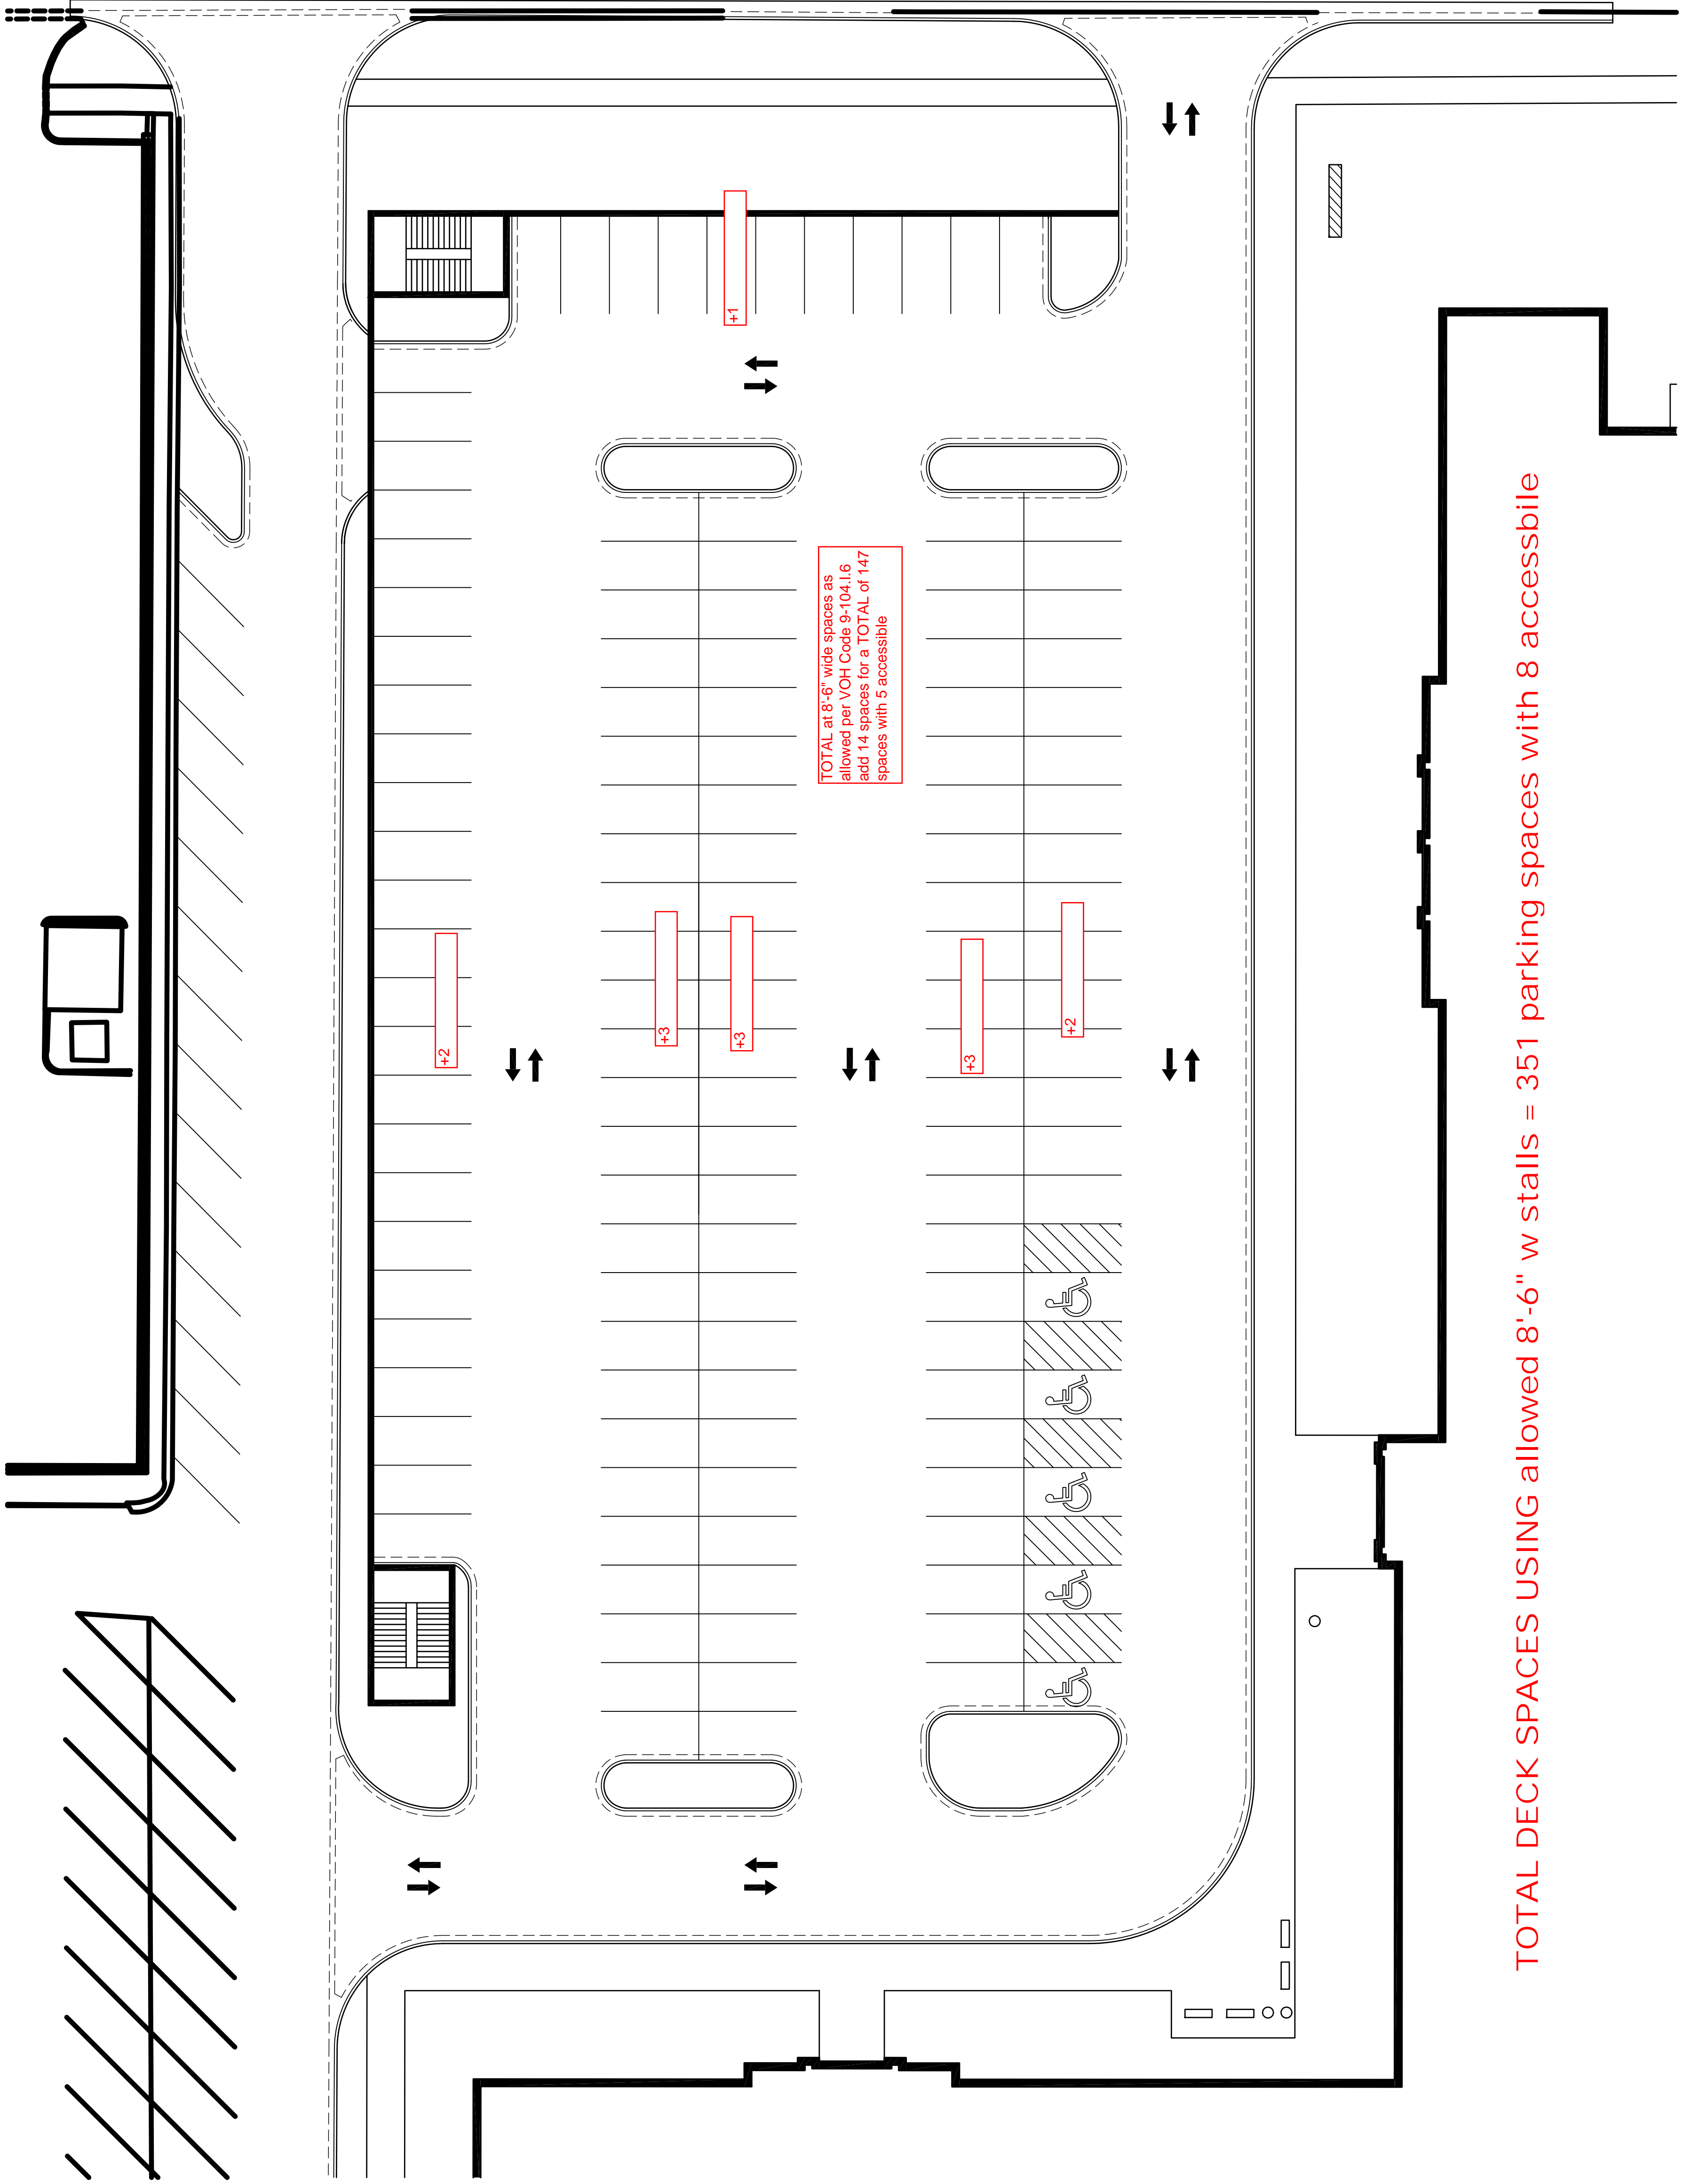 +1
TOTAL at 8'-6" wide spaces as
allowed per VOH Code 9-104.I.6
add 14 spaces for a TOTAL of 147
spaces with 5 accessible
+2
+3
+3
+3
+2
TOTAL DECK SPACES USING allowed 8'-6" w stalls = 351 parking spaces with 8 accessbile